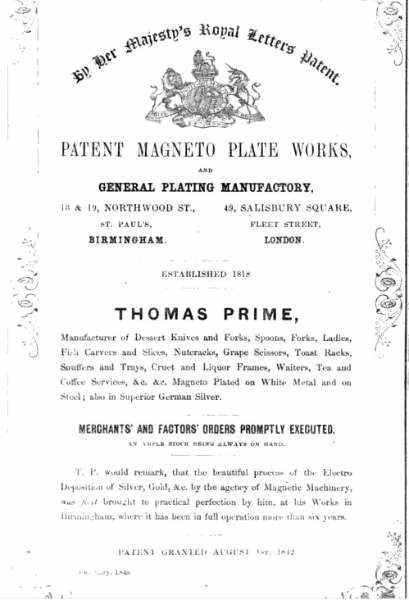 By Her Majesty's Royal Letters Patent.
PATENT MAGNETO PLATE WORKS,
AND
GENERAL PLATING MANUFACTORY,
18 & 19, NORTHWOOD ST., 49, SALISBURY SQUARE,
ST. PAUL'S, FLEET STREET,
BIRMINGHAM. LONDON.
ESTABLISHED 1818
THOMAS PRIME,
Manufacturer of Dessert Knives and Forks, Spoons, Forks, Ladles,
Fish Carvers and Slices, Nutcracks, Grape Scissors, Toast Racks,
Snuffers and Trays, Cruet and Liquor Frames, Waiters, Tea and
Coffee Services, &c. &c. Magneto Plated on White Metal and on
Steel; also in Superior German Silver.
MERCHANTS' AND FACTORS' ORDERS PROMPTLY EXECUTED,
AN AMPLE STOCK BEING ALWAYS ON HAND.
T. P. would remark, that the beautiful process of the Electro
Deposition of Silver, Gold, &c. by the agency of Magnetic Machinery,
was first brought to practical perfection by him, at his Works in
Birmingham, where it has been in full operation more than six years.
PATENT GRANTED AUGUST 1st, 1842